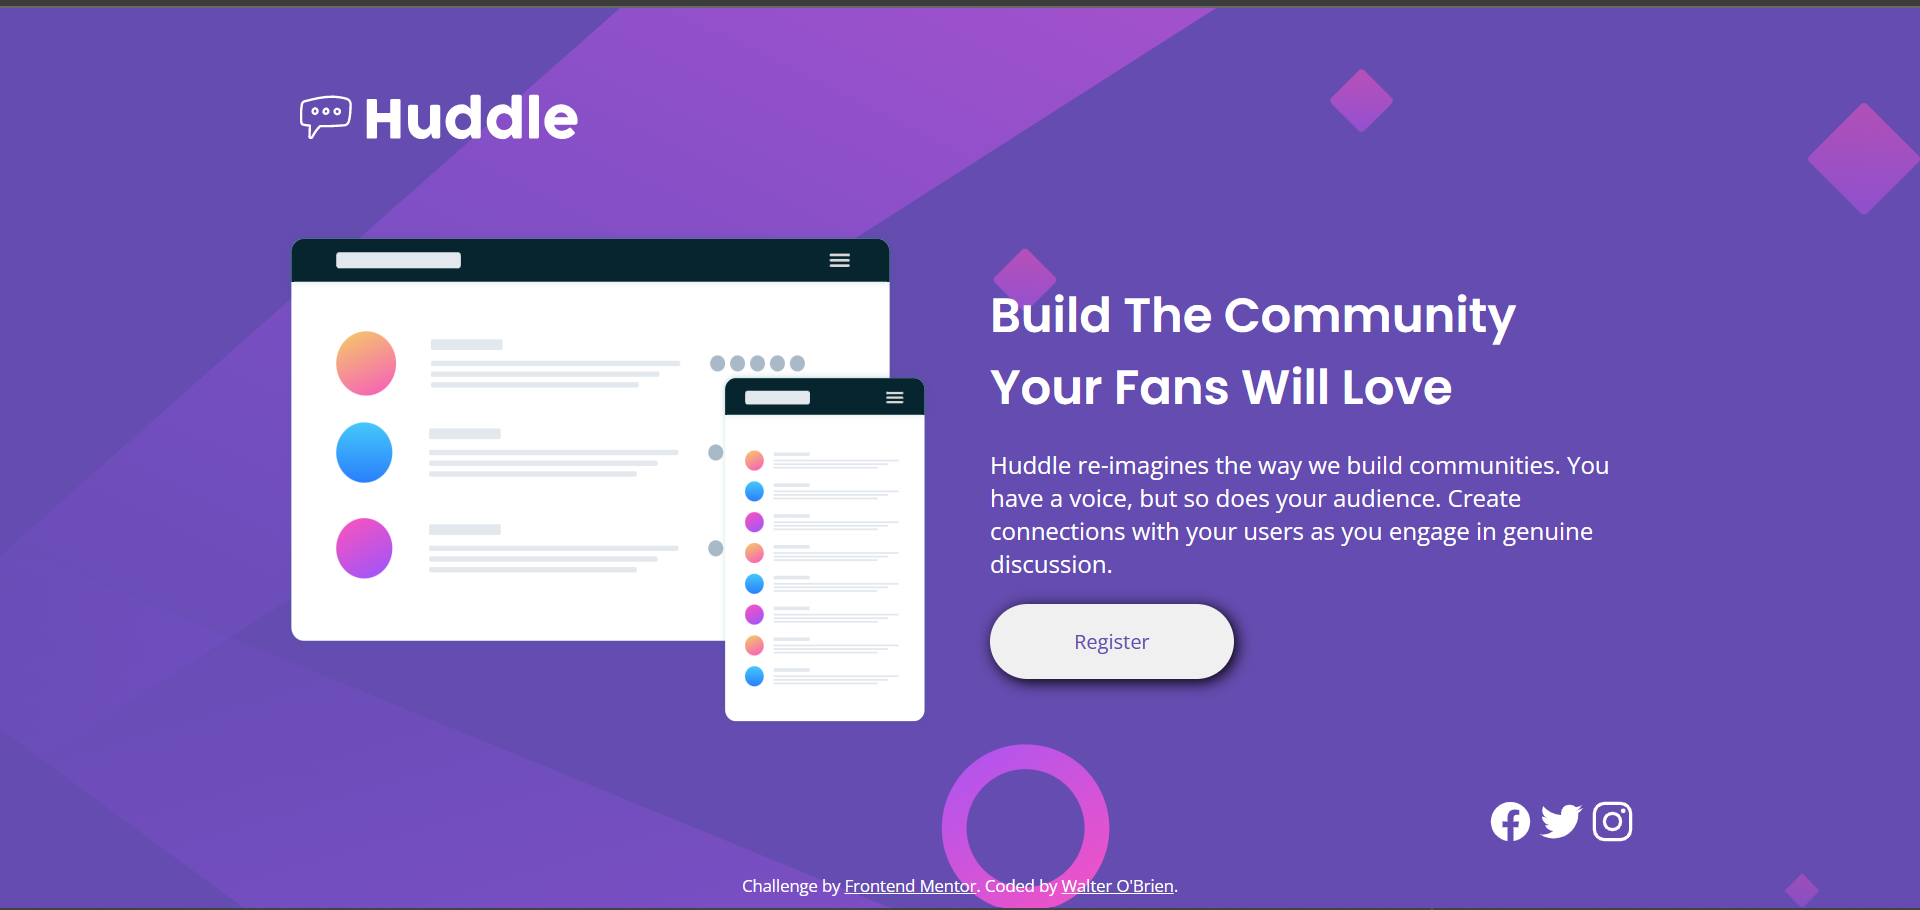 Huddle
Build The Community
Your Fans Will Love
Huddle re-imagines the way we build communities. You
have a voice, but so does your audience. Create
connections with your users as you engage in genuine
discussion.
Register
Challenge by Frontend Mentor. Coded by Walter O'Brien.